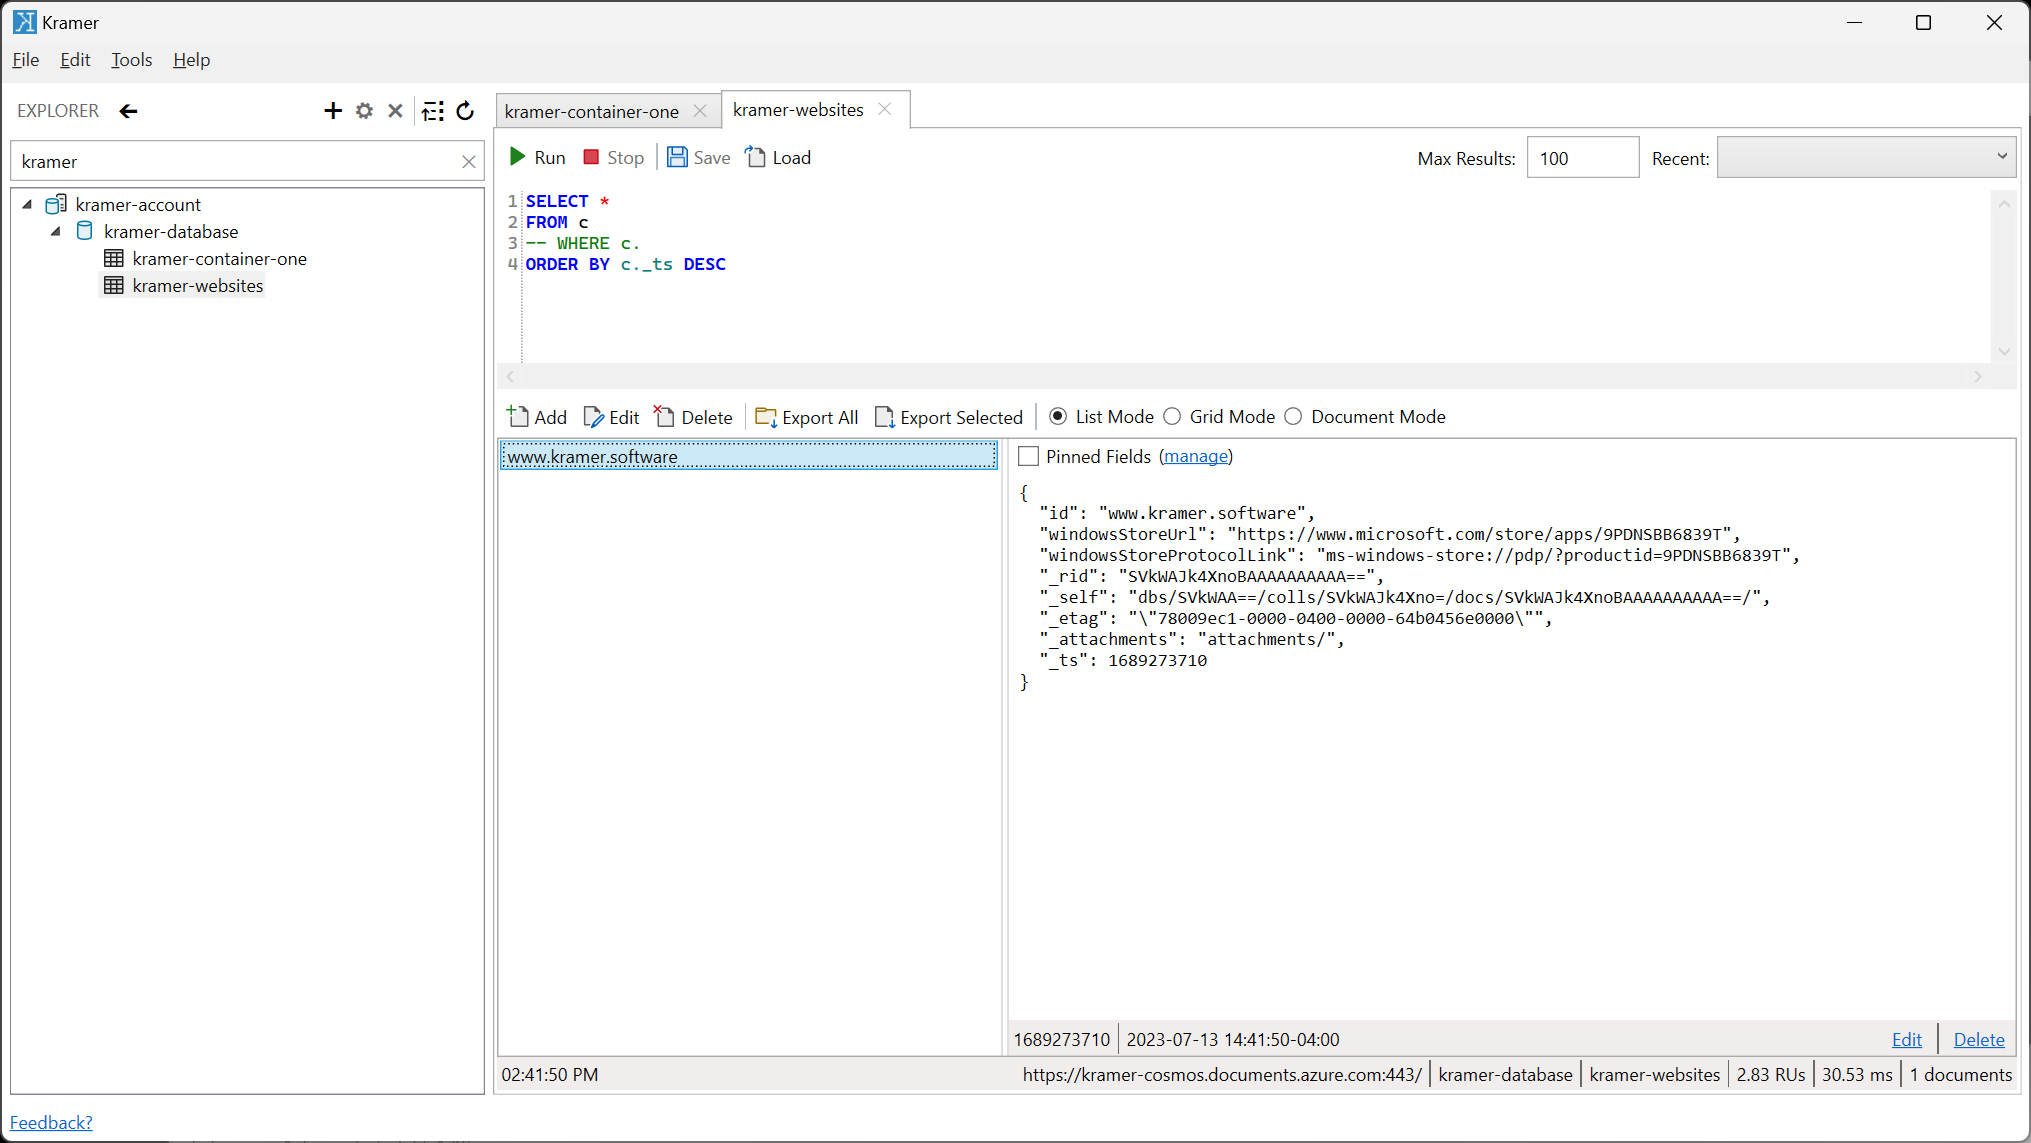 Kramer
File Edit Tools Help
EXPLORER
kramer
kramer-account
kramer-database
kramer-container-one
kramer-websites
kramer-container-one
kramer-websites
Run Stop Save Load
Max Results: 100 Recent:
1 SELECT *
2 FROM c
3 -- WHERE c.
4 ORDER BY c._ts DESC
Add Edit Delete Export All Export Selected List Mode Grid Mode Document Mode
www.kramer.software
Pinned Fields (manage)
{
"id": "www.kramer.software",
"windowsStoreUrl": "https://www.microsoft.com/store/apps/9PDNSBB6839T",
"windowsStoreProtocolLink": "ms-windows-store://pdp/?productid=9PDNSBB6839T",
"_rid": "SVkWAJk4XnoBAAAAAAAAAA==",
"_self": "dbs/SVkWAA==/colls/SVkWAJk4Xno=/docs/SVkWAJk4XnoBAAAAAAAAAA==/",
"_etag": "\"78009ec1-0000-0400-0000-64b0456e0000\"",
"_attachments": "attachments/",
"_ts": 1689273710
}
1689273710 2023-07-13 14:41:50-04:00 Edit Delete
02:41:50 PM https://kramer-cosmos.documents.azure.com:443/ kramer-database kramer-websites 2.83 RUs 30.53 ms 1 documents
Feedback?